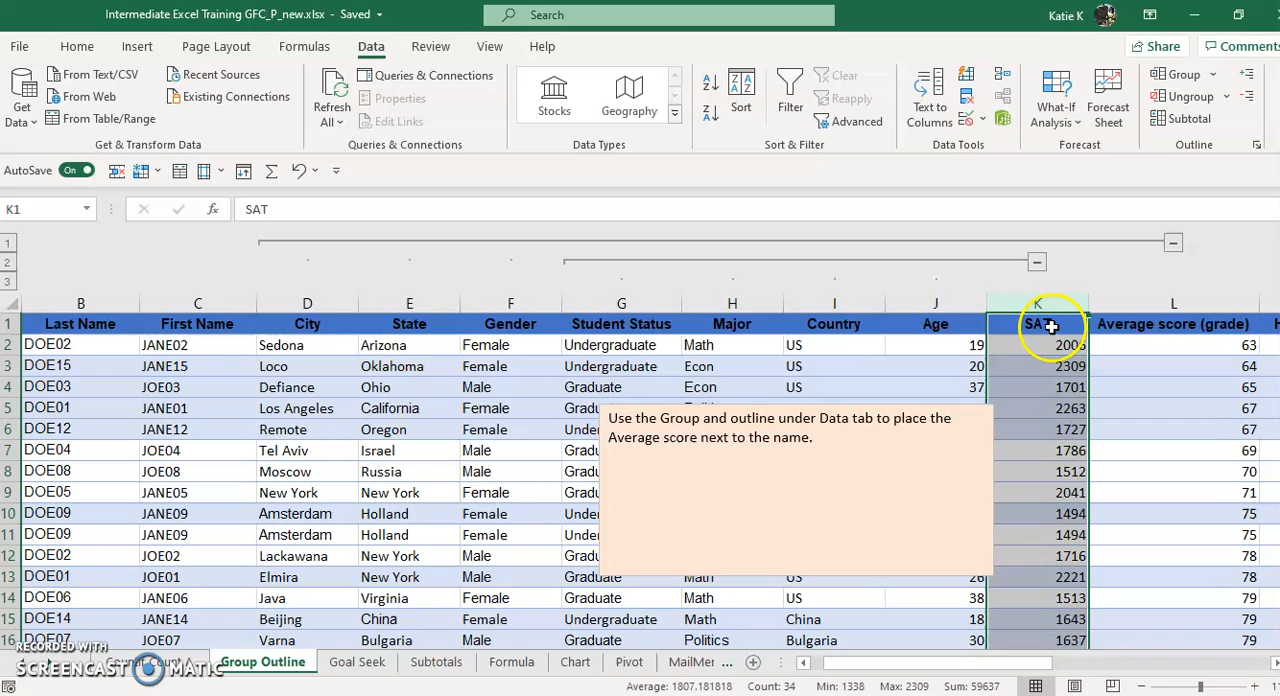 Intermediate Excel Training GFC_P_new.xlsx - Saved
Search
Katie K
File Home Insert Page Layout Formulas Data Review View Help
Share Comments
Get Data
From Text/CSV
From Web
From Table/Range
Recent Sources
Existing Connections
Get & Transform Data
Refresh All
Queries & Connections
Properties
Edit Links
Queries & Connections
Stocks Geography
Data Types
Sort
Filter
Clear
Reapply
Advanced
Sort & Filter
Text to Columns
Data Tools
What-If Analysis
Forecast Sheet
Forecast
Group
Ungroup
Subtotal
Outline
AutoSave On
K1 fx SAT
1
2
3
B C D E F G H I J K L
1 Last Name First Name City State Gender Student Status Major Country Age SAT Average score (grade)
2 DOE02 JANE02 Sedona Arizona Female Undergraduate Math US 19 2006 63
3 DOE15 JANE15 Loco Oklahoma Female Undergraduate Econ US 20 2309 64
4 DOE03 JOE03 Defiance Ohio Male Graduate Econ US 37 1701 65
5 DOE01 JANE01 Los Angeles California Female Gradu 2263 67
6 DOE12 JANE12 Remote Oregon Female Gradu 1727 67
7 DOE04 JOE04 Tel Aviv Israel Male Gradu 1786 69
8 DOE08 JOE08 Moscow Russia Male Gradu 1512 70
9 DOE05 JANE05 New York New York Female Gradu 2041 71
10 DOE09 JANE09 Amsterdam Holland Female Under 1494 75
11 DOE09 JANE09 Amsterdam Holland Female Under 1494 75
12 DOE02 JOE02 Lackawana New York Male Gradu 1716 78
13 DOE01 JOE01 Elmira New York Male Graduate Math US 26 2221 78
14 DOE06 JANE06 Java Virginia Female Graduate Math US 38 1513 79
15 DOE14 JANE14 Beijing China Female Undergraduate Math China 18 1643 79
16 DOE07 JOE07 Varna Bulgaria Male Graduate Politics Bulgaria 30 1637 79
Use the Group and outline under Data tab to place the
Average score next to the name.
RECORDED WITH
SCREENCAST MATIC
Group Outline Goal Seek Subtotals Formula Chart Pivot MailMer ...
Average: 1807.181818 Count: 34 Min: 1338 Max: 2309 Sum: 59637